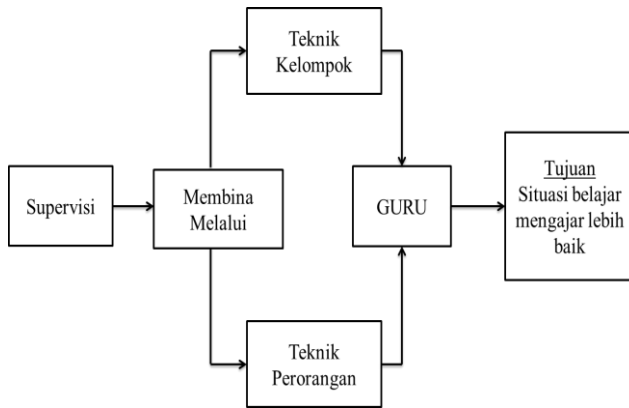 Teknik
Kelompok
Supervisi
Membina
Melalui
GURU
Tujuan
Situasi belajar
mengajar lebih
baik
Teknik
Perorangan